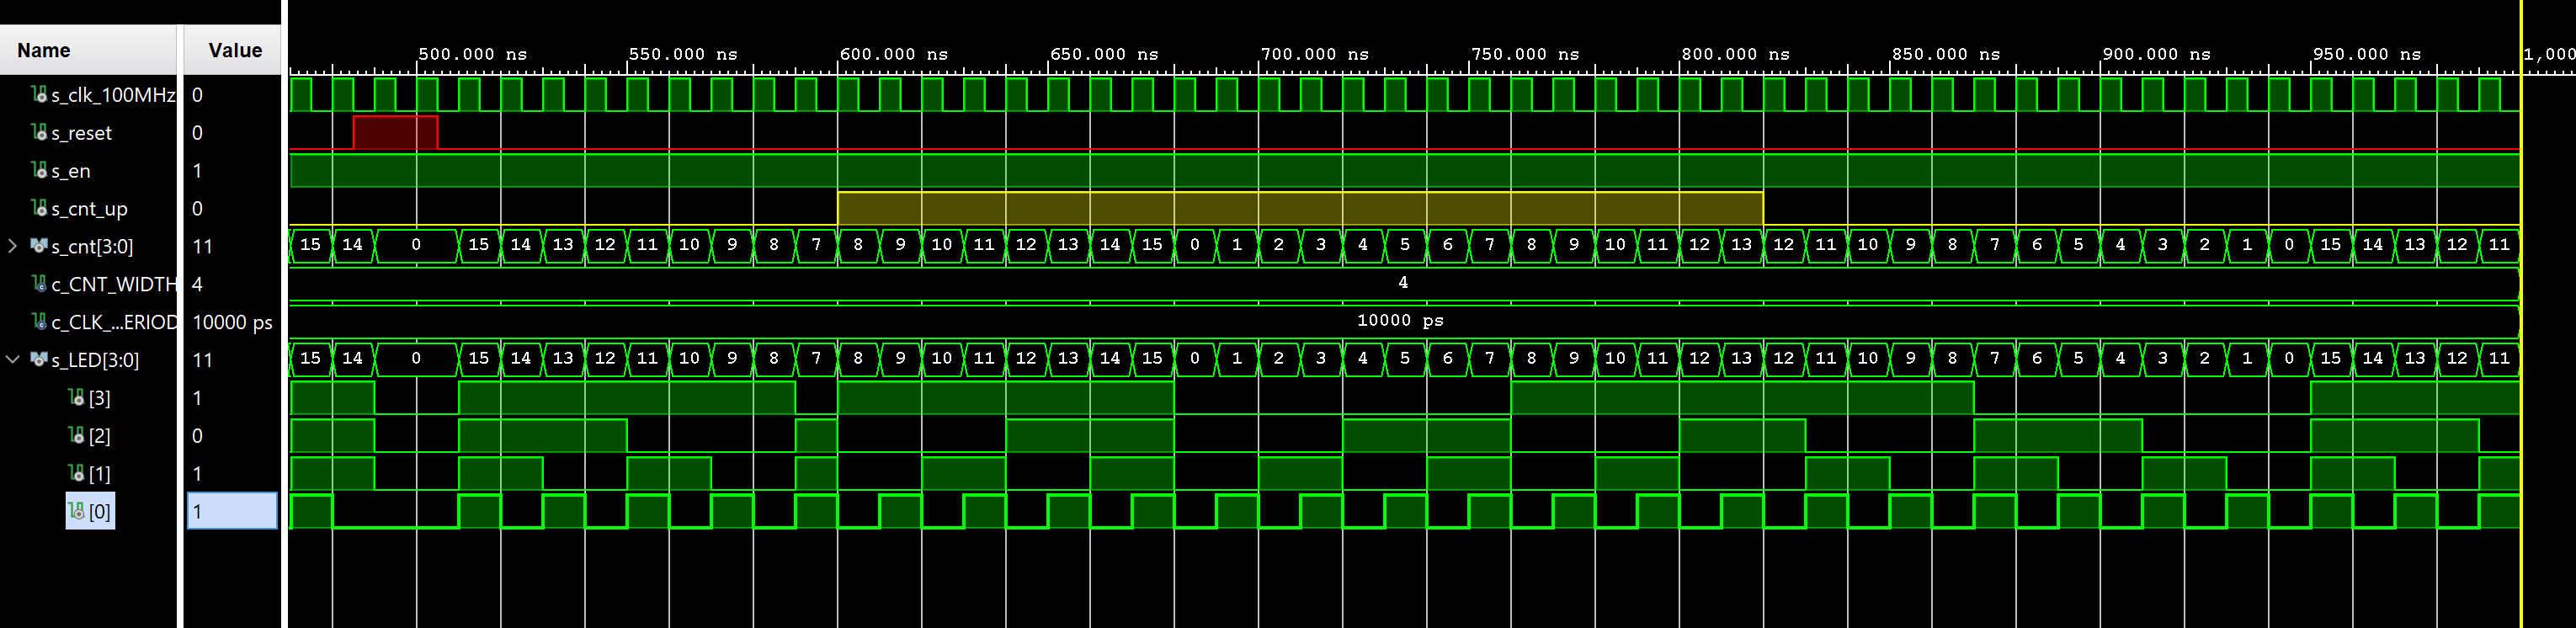 Name Value 500.000 ns 550.000 ns 600.000 ns 650.000 ns 700.000 ns 750.000 ns 800.000 ns 850.000 ns 900.000 ns 950.000 ns 1,000
s_clk_100MHz 0
s_reset 0
s_en 1
s_cnt_up 0
s_cnt[3:0] 11 15 14 0 15 14 13 12 11 10 9 8 7 8 9 10 11 12 13 14 15 0 1 2 3 4 5 6 7 8 9 10 11 12 13 12 11 10 9 8 7 6 5 4 3 2 1 0 15 14 13 12 11
c_CNT_WIDTH 4 4
c_CLK_...ERIOD 10000 ps 10000 ps
s_LED[3:0] 11 15 14 0 15 14 13 12 11 10 9 8 7 8 9 10 11 12 13 14 15 0 1 2 3 4 5 6 7 8 9 10 11 12 13 12 11 10 9 8 7 6 5 4 3 2 1 0 15 14 13 12 11
[3] 1
[2] 0
[1] 1
[0] 1